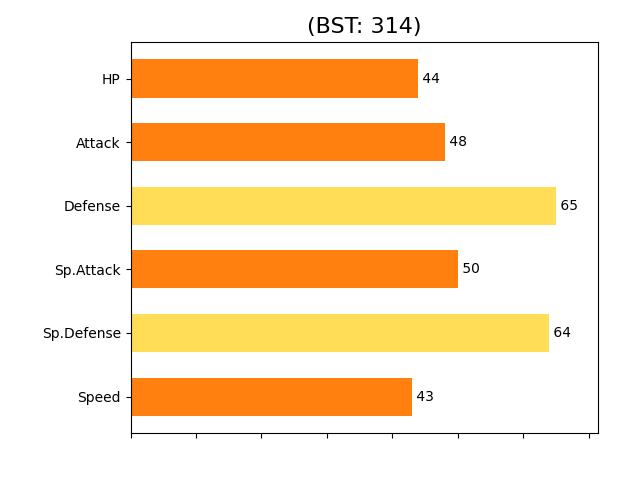 (BST: 314)
HP 44
Attack 48
Defense 65
Sp.Attack 50
Sp.Defense 64
Speed 43